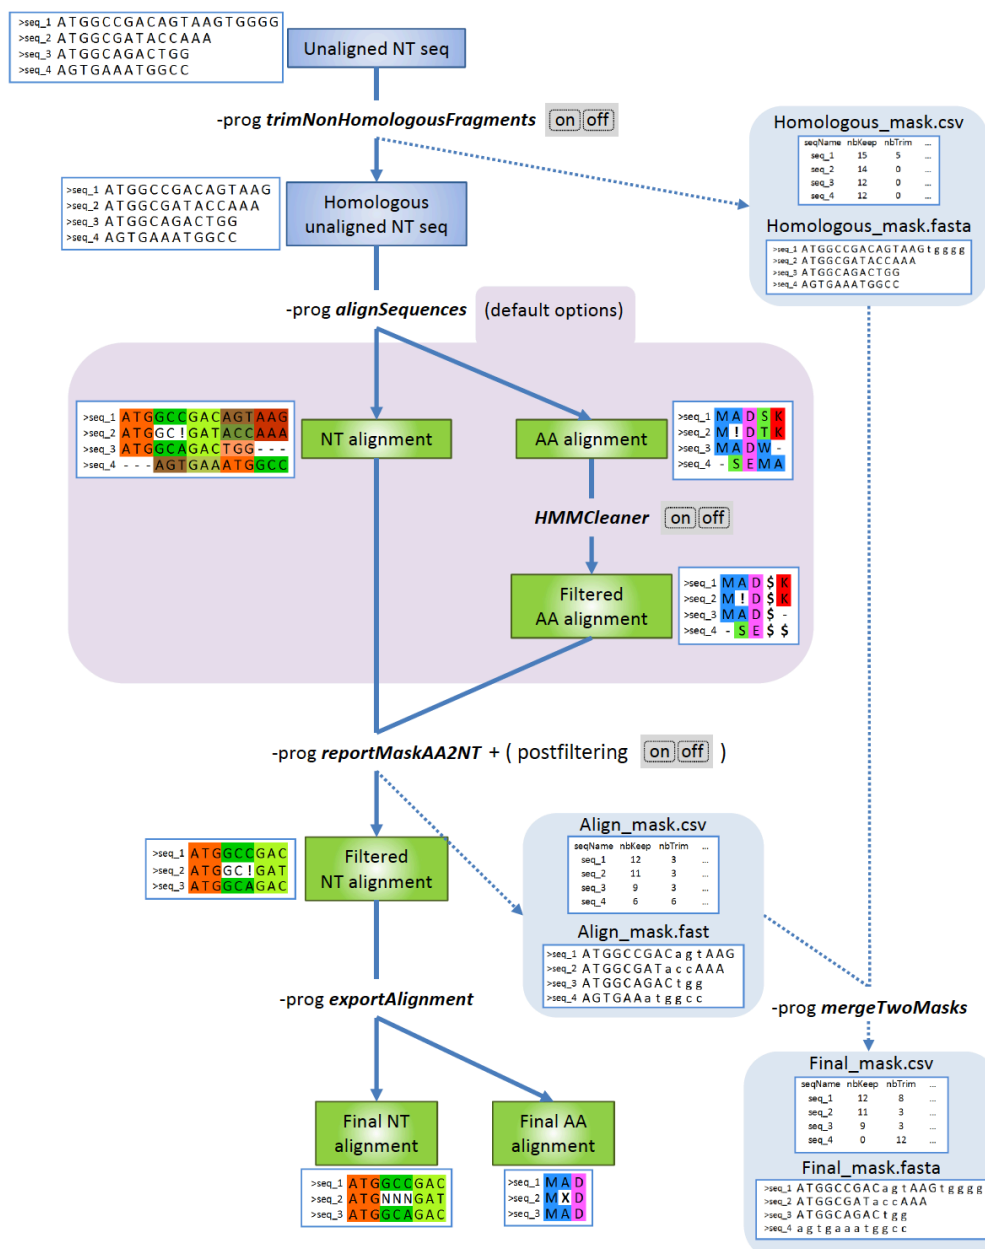 >seq_1 ATGGCCGACAGTAAGTGGGG
>seq_2 ATGGCGATACCAAA
>seq_3 ATGGCAGACTGG
>seq_4 AGTGAAATGGCC
Unaligned NT seq
-prog trimNonHomologousFragments on off
Homologous_mask.csv
seqName nbKeep nbTrim ...
seq_1 15 5 ...
seq_2 14 0
seq_3 12 0
seq_4 12 0 ...
Homologous_mask.fasta
>seq_1 ATGGCCGACAGTAAGtgggg
>seq_2 ATGGCGATACCAAA
>seq_3 ATGGCAGACTGG
>seq_4 AGTGAAATGGCC
>seq_1 ATGGCCGACAGTAAG
>seq_2 ATGGCGATACCAAA
>seq_3 ATGGCAGACTGG
>seq_4 AGTGAAATGGCC
Homologous
unaligned NT seq
-prog alignSequences (default options)
>seq_1 ATGGCCGACAGTAAG
>seq_2 ATGGC!GATACCAAA
>seq_3 ATGGCAGACTGG---
>seq_4 ---AGTGAAATGGCC
NT alignment
AA alignment
>seq_1 MADSK
>seq_2 M!DTK
>seq_3 MADW-
>seq_4 -SEMA
HMMCleaner on off
Filtered
AA alignment
>seq_1 MAD$K
>seq_2 M!D$K
>seq_3 MAD$-
>seq_4 -SE$$
-prog reportMaskAA2NT + ( postfiltering on off )
>seq_1 ATGGCCGAC
>seq_2 ATGGC!GAT
>seq_3 ATGGCAGAC
Filtered
NT alignment
Align_mask.csv
seqName nbKeep nbTrim ...
seq_1 12 3 ...
seq_2 11 3 ...
seq_3 9 3 ...
seq_4 6 6 ...
Align_mask.fast
>seq_1 ATGGCCGACagtAAG
>seq_2 ATGGCGATaccAAA
>seq_3 ATGGCAGACtgg
>seq_4 AGTGAAatggcc
-prog exportAlignment
-prog mergeTwoMasks
Final_mask.csv
seqName nbKeep nbTrim ...
seq_1 12 8 ...
seq_2 11 3 ...
seq_3 9 3 ...
seq_4 0 12 ...
Final_mask.fasta
>seq_1 ATGGCCGACagtAAGtgggg
>seq_2 ATGGCGATaccAAA
>seq_3 ATGGCAGACtgg
>seq_4 agtgaaatggcc
Final NT
alignment
Final AA
alignment
>seq_1 ATGGCCGAC
>seq_2 ATGNNNGAT
>seq_3 ATGGCAGAC
>seq_1 MAD
>seq_2 MXD
>seq_3 MAD